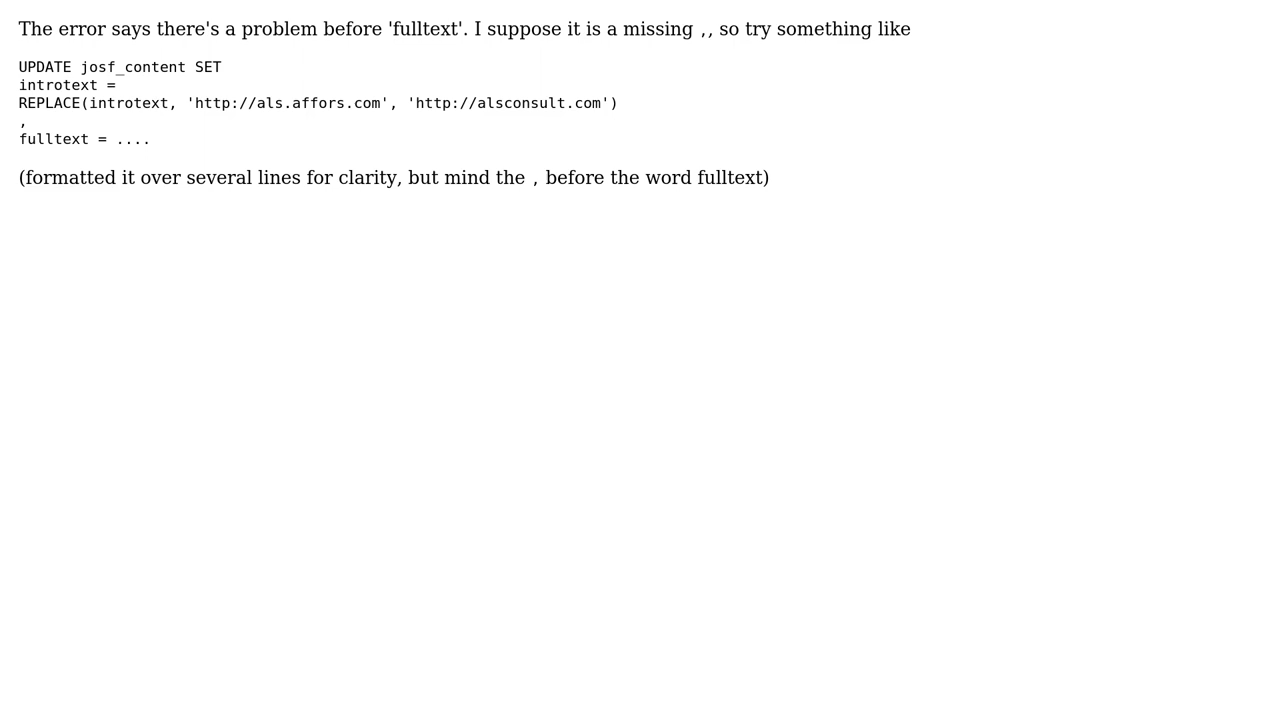 The error says there's a problem before 'fulltext'. I suppose it is a missing ,, so try something like
UPDATE josf_content SET
introtext =
REPLACE(introtext, 'http://als.affors.com', 'http://alsconsult.com')
,
fulltext = ....
(formatted it over several lines for clarity, but mind the , before the word fulltext)